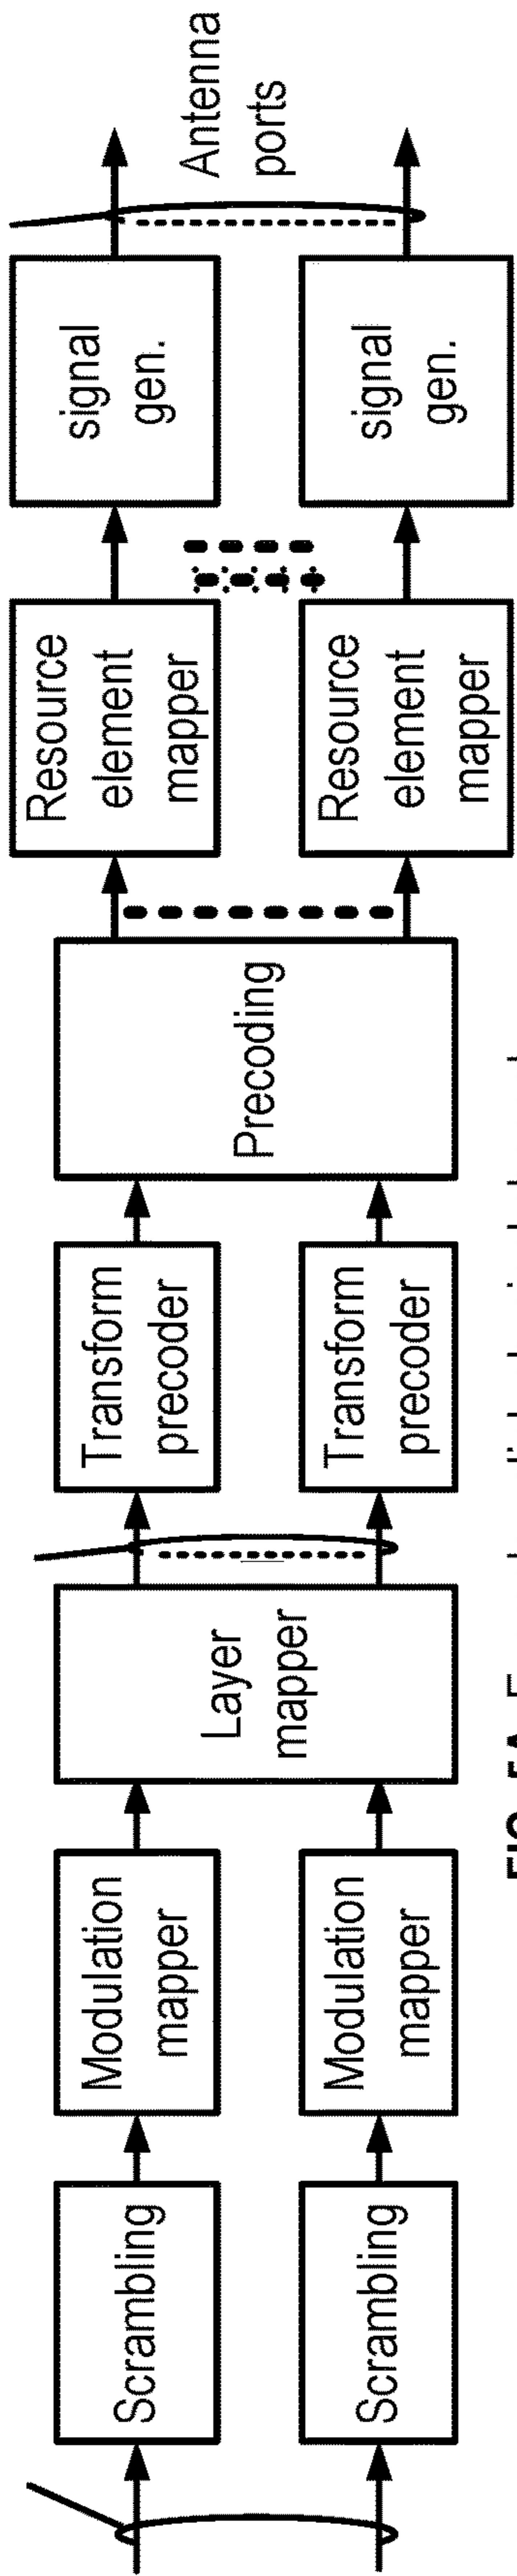 Scrambling
Modulation
mapper
Layer
mapper
Transform
precoder
Precoding
Resource
element
mapper
signal
gen.
Antenna
ports
Scrambling
Modulation
mapper
Transform
precoder
Resource
element
mapper
signal
gen.